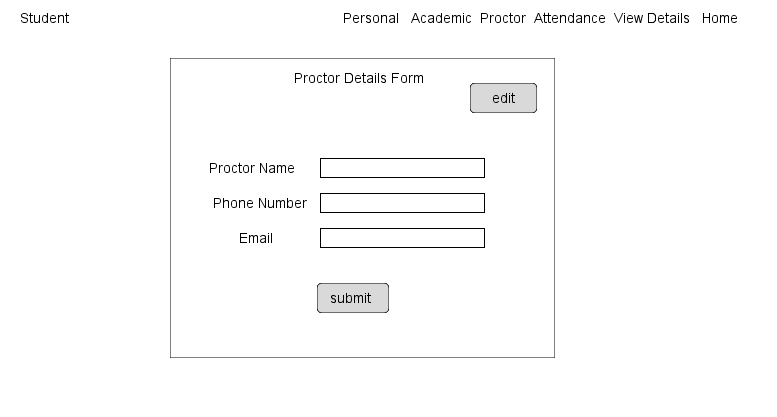 Student Personal Academic Proctor Attendance View Details Home
Proctor Details Form
edit
Proctor Name
Phone Number
Email
submit